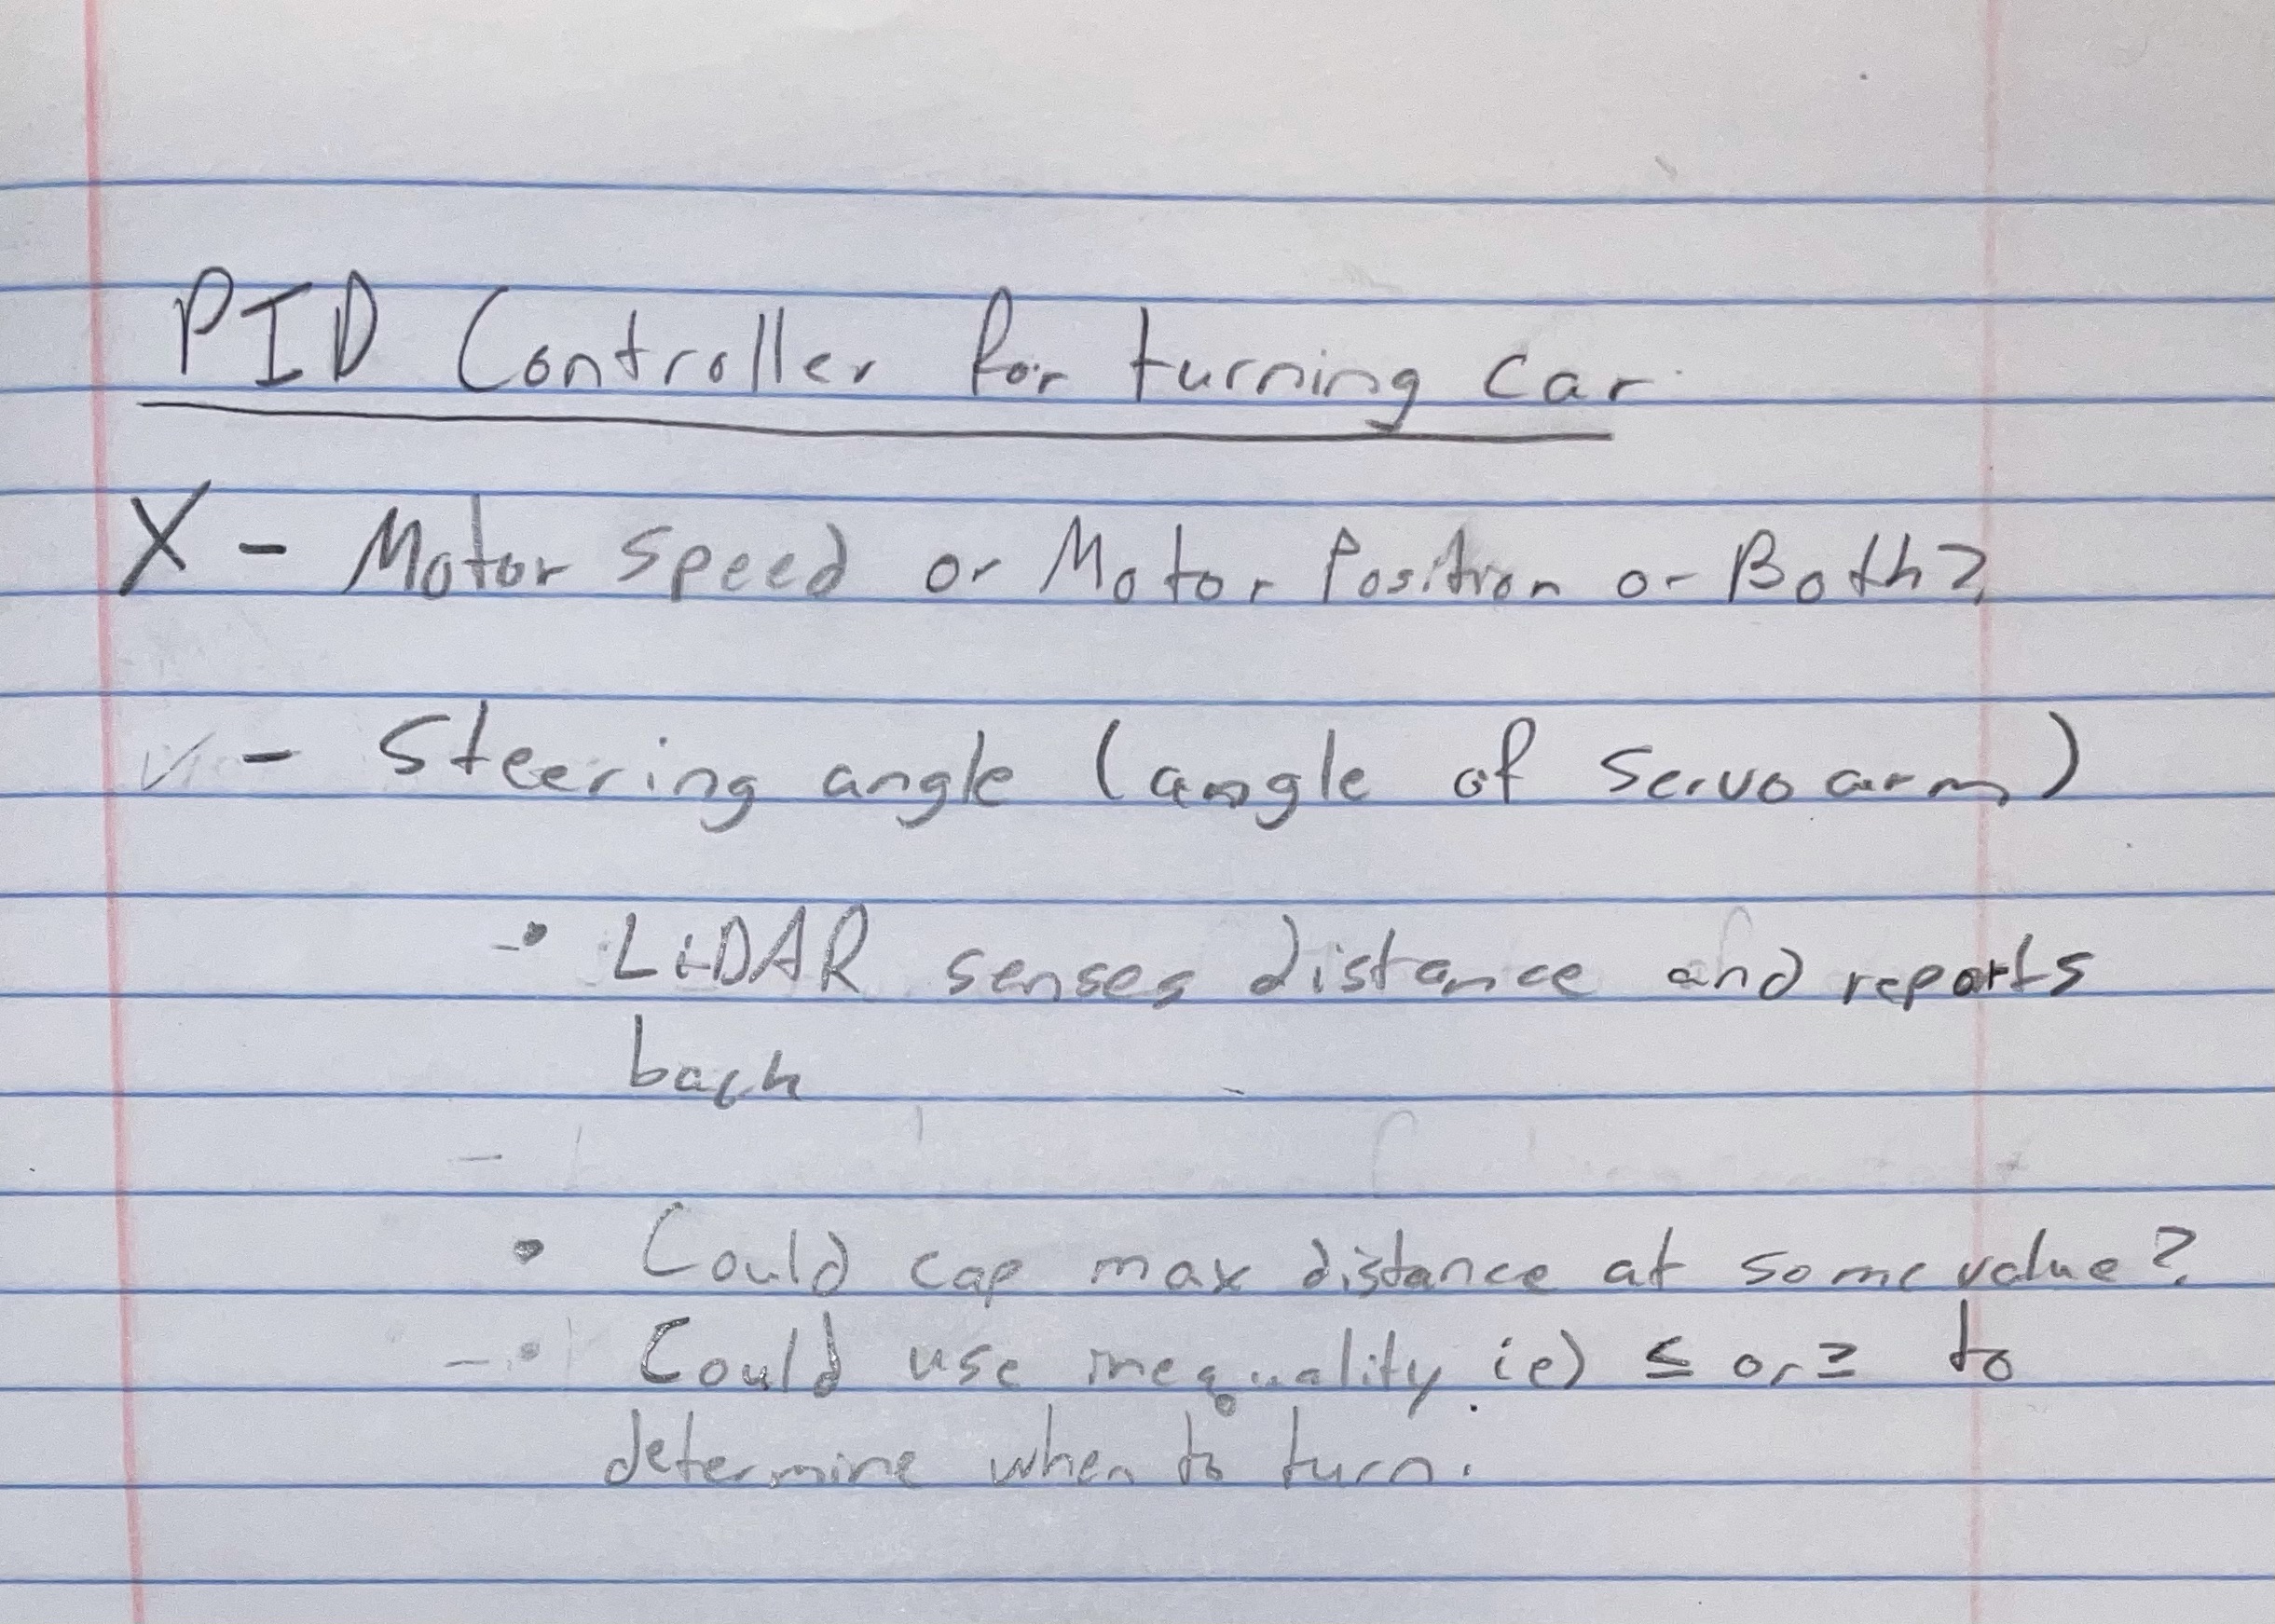 PID Controller for turning car
X - Motor Speed or Motor Position or Both?
✓ - Steering angle (angle of servo arm)
• LiDAR senses distance and reports
back
• Could cap max distance at some value?
• Could use inequality ie) ≤ or ≥ to
determine when to turn.